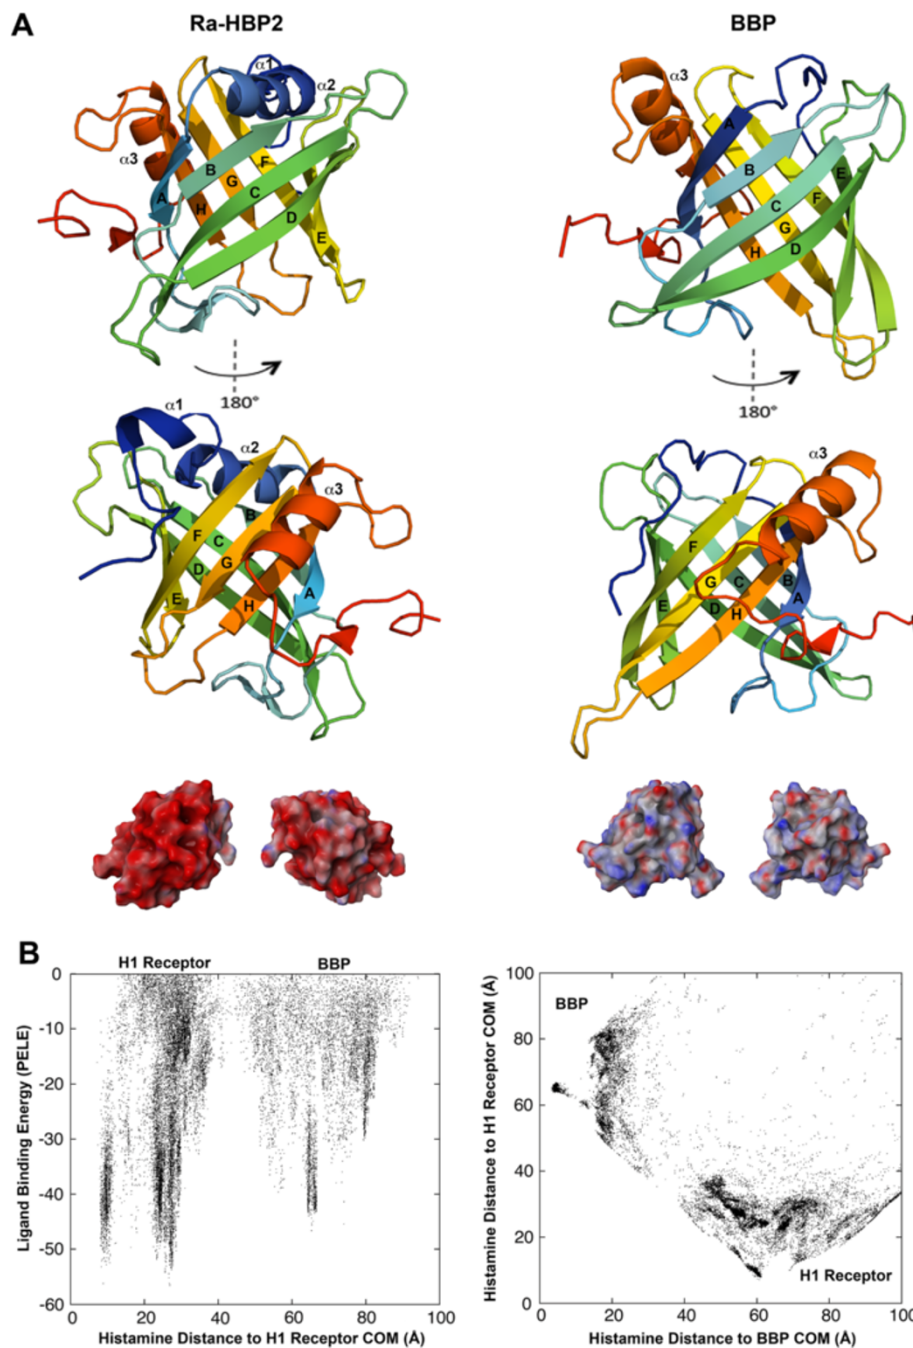 A
Ra-HBP2 BBP
α1
α2
α3
A B C D E F G H
α3
A B C D E F G H
180°
180°
α1
α2
α3
A B C D E F G H
α3
A B C D E F G H
B
H1 Receptor BBP
Ligand Binding Energy (PELE)
0
-10
-20
-30
-40
-50
-60
0 20 40 60 80 100
Histamine Distance to H1 Receptor COM (Å)
Histamine Distance to H1 Receptor COM (Å)
100
80
60
40
20
0
BBP
H1 Receptor
0 20 40 60 80 100
Histamine Distance to BBP COM (Å)